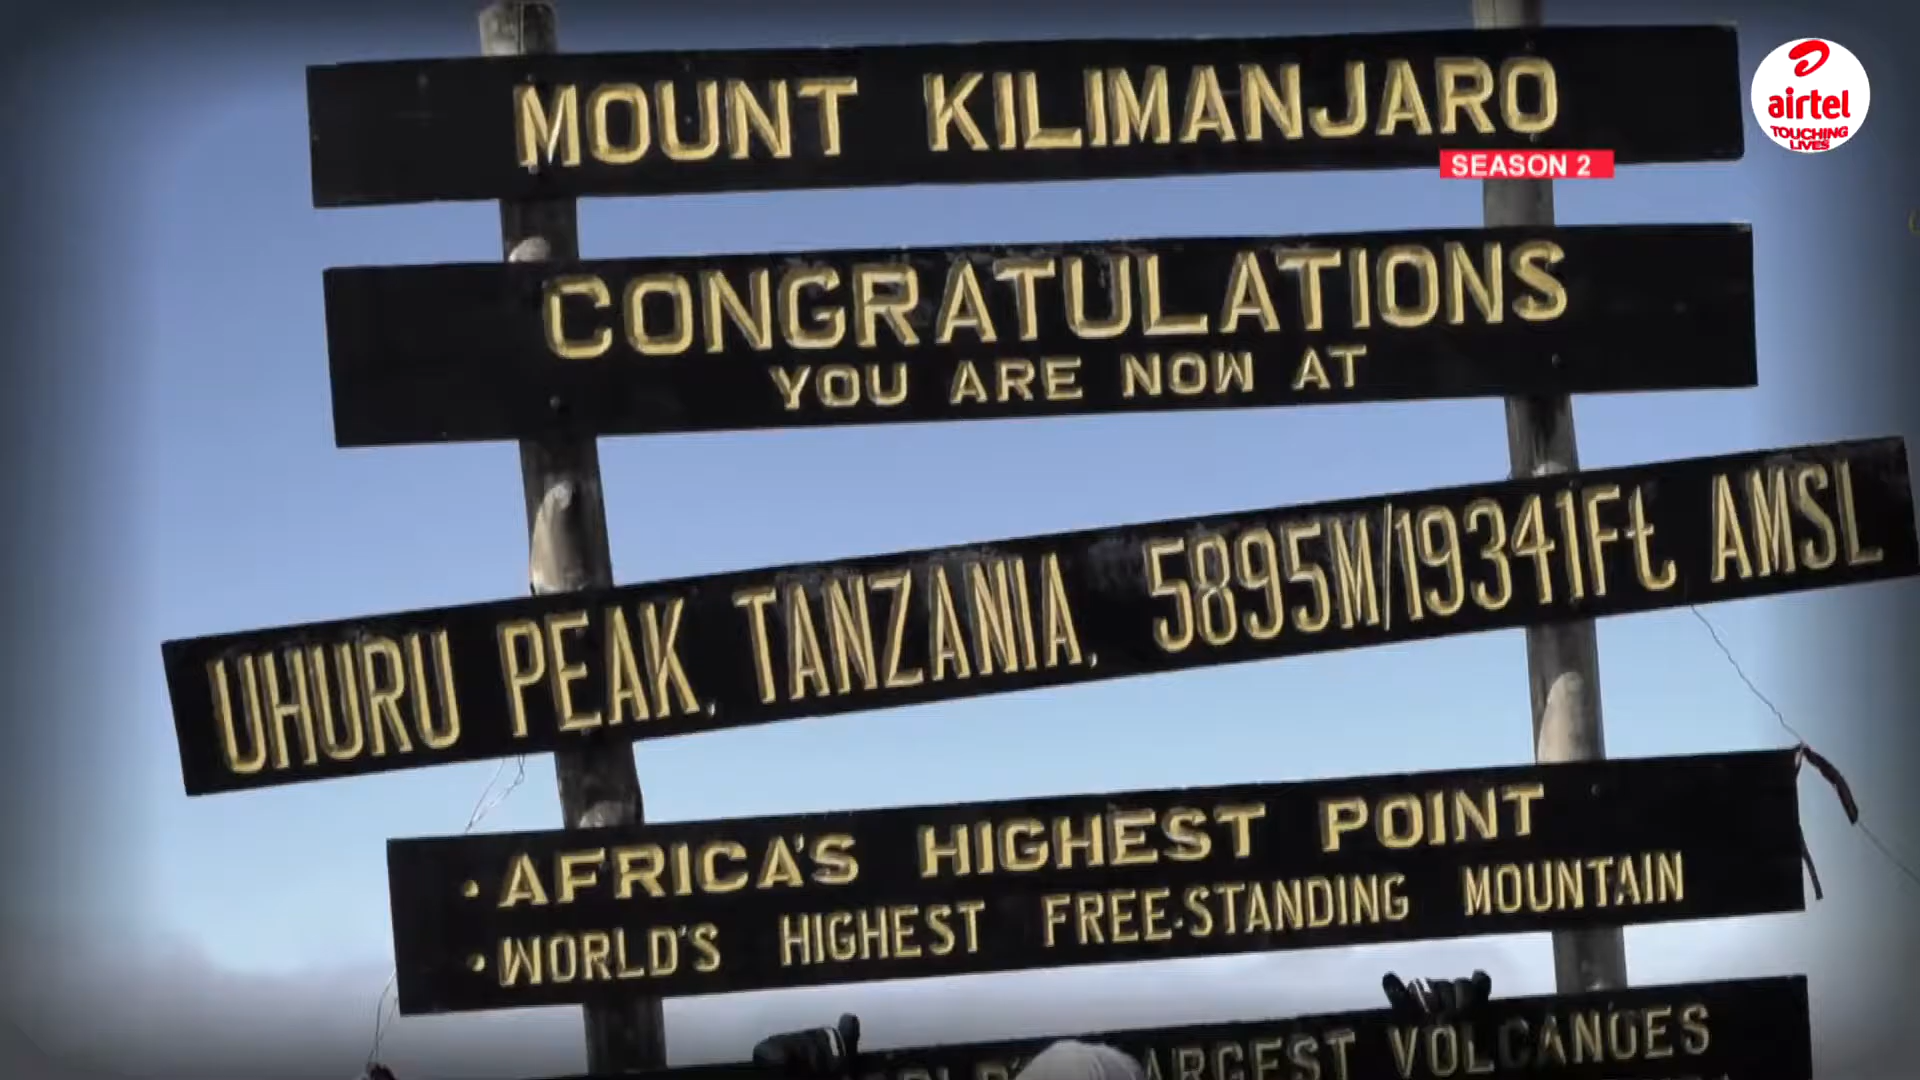 MOUNT KILIMANJARO
airtel
TOUCHING
LIVES
SEASON 2
CONGRATULATIONS
YOU ARE NOW AT
UHURU PEAK, TANZANIA, 5895M/19341Ft AMSL
• AFRICA'S HIGHEST POINT
• WORLD'S HIGHEST FREE-STANDING MOUNTAIN
VOLCANOES